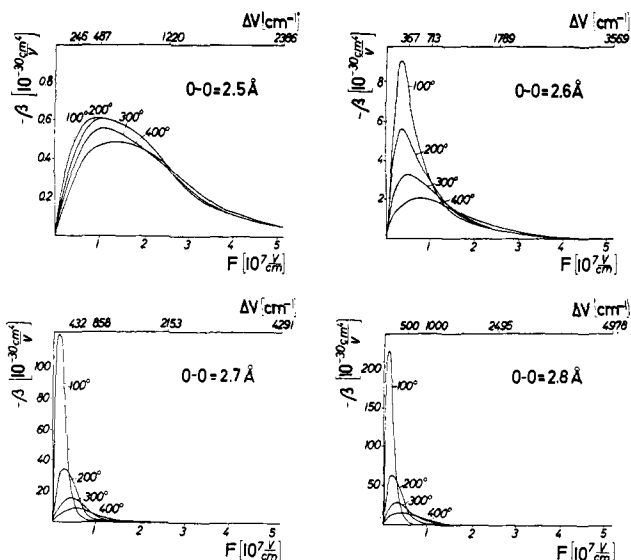 ΔV [cm⁻¹]
245 487 1220 2386
-β [10⁻³⁰ cm⁴/V]
0-0=2.5 Å
0.8
0.6
0.4
0.2
100° 200° 300° 400°
1 2 3 4 5
F [10⁷ V/cm]
ΔV [cm⁻¹]
367 713 1789 3569
-β [10⁻³⁰ cm⁴/V]
0-0=2.6 Å
8
6
4
2
100°
200°
300°
400°
1 2 3 4 5
F [10⁷ V/cm]
ΔV [cm⁻¹]
432 858 2153 4291
-β [10⁻³⁰ cm⁴/V]
0-0=2.7 Å
100
80
60
40
20
100°
200°
300°
400°
1 2 3 4 5
F [10⁷ V/cm]
ΔV [cm⁻¹]
500 1000 2495 4978
-β [10⁻³⁰ cm⁴/V]
0-0=2.8 Å
200
150
100
50
100°
200°
300°
400°
1 2 3 4 5
F [10⁷ V/cm]